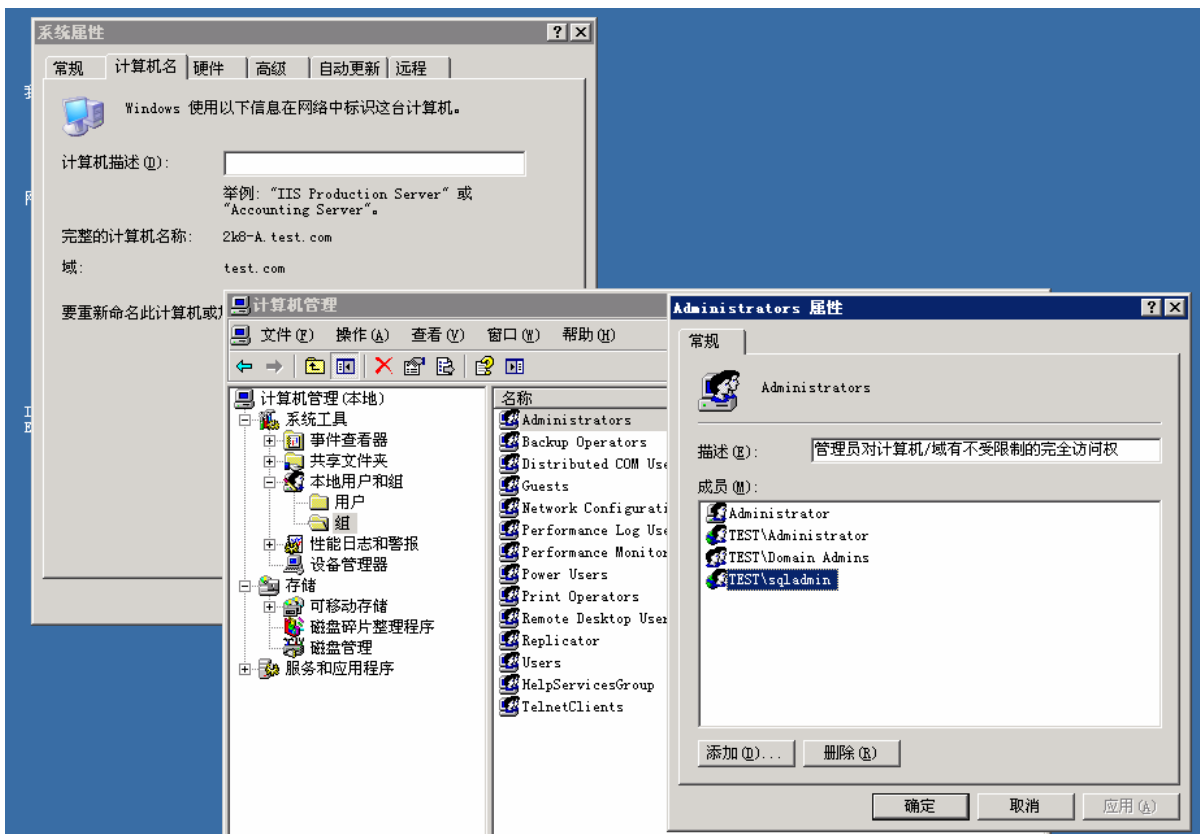 系统属性
常规
计算机名
硬件
高级
自动更新
远程
Windows 使用以下信息在网络中标识这台计算机。
计算机描述(D):
举例: "IIS Production Server" 或
"Accounting Server"。
完整的计算机名称:
2k8-A.test.com
域:
test.com
要重新命名此计算机或
计算机管理
文件(F)
操作(A)
查看(V)
窗口(W)
帮助(H)
计算机管理(本地)
系统工具
事件查看器
共享文件夹
本地用户和组
用户
组
性能日志和警报
设备管理器
存储
可移动存储
磁盘碎片整理程序
磁盘管理
服务和应用程序
名称
Administrators
Backup Operators
Distributed COM Use
Guests
Network Configurati
Performance Log Use
Performance Monitor
Power Users
Print Operators
Remote Desktop User
Replicator
Users
HelpServicesGroup
TelnetClients
Administrators 属性
常规
Administrators
描述(E):
管理员对计算机/域有不受限制的完全访问权
成员(M):
Administrator
TEST\Administrator
TEST\Domain Admins
TEST\sqladmin
添加(D)...
删除(R)
确定
取消
应用(A)